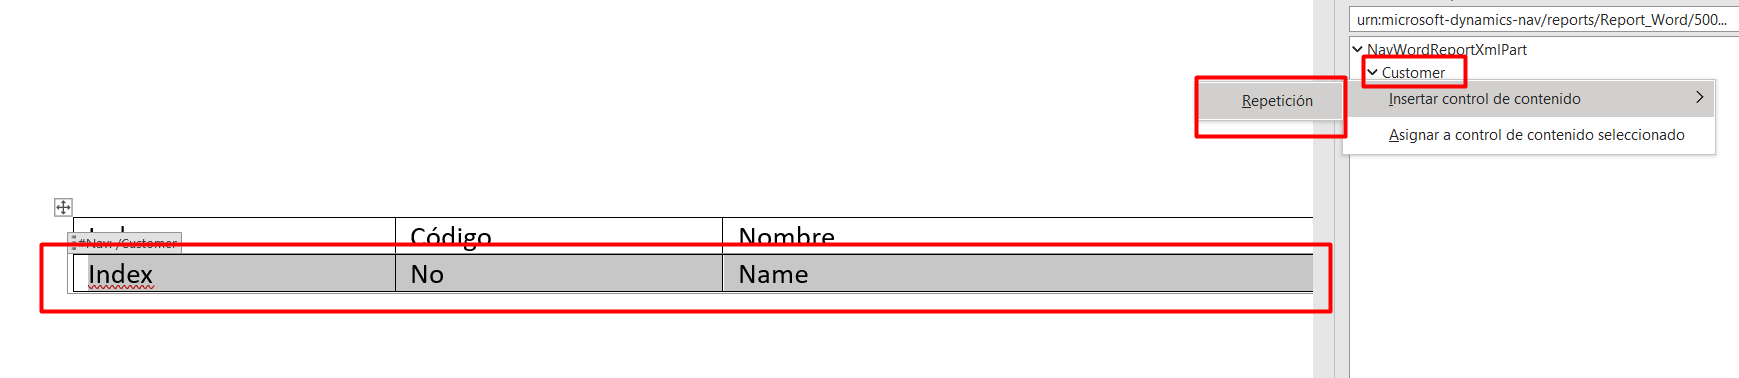 urn:microsoft-dynamics-nav/reports/Report_Word/500...
NavWordReportXmlPart
Customer
Repetición
Insertar control de contenido
Asignar a control de contenido seleccionado
Código
Nombre
#Nav: /Customer
Index
No
Name